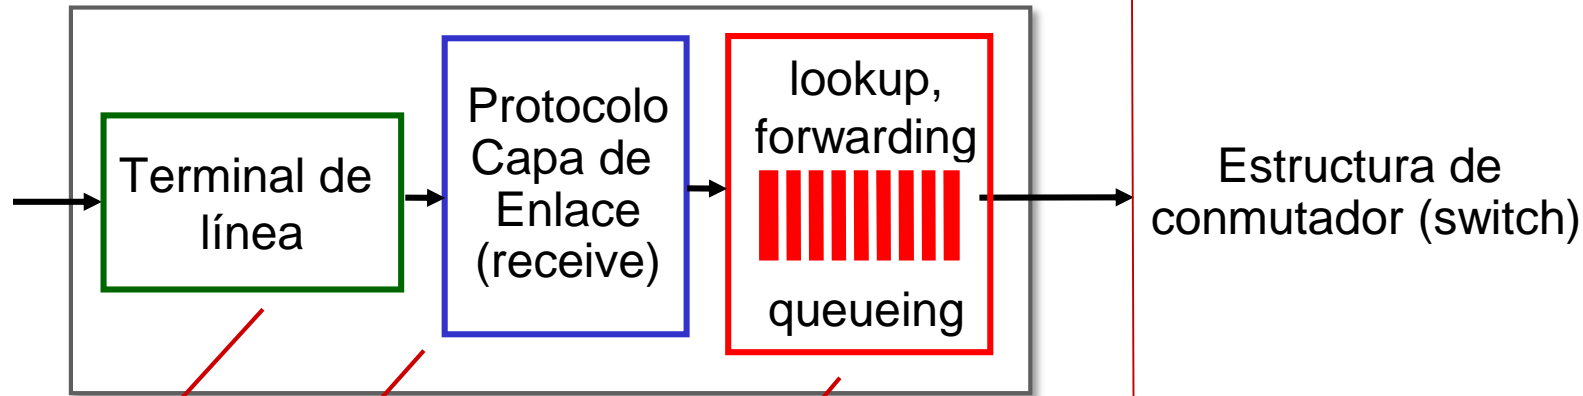 Terminal de
línea
Protocolo
Capa de
Enlace
(receive)
lookup,
forwarding
queueing
Estructura de
conmutador (switch)